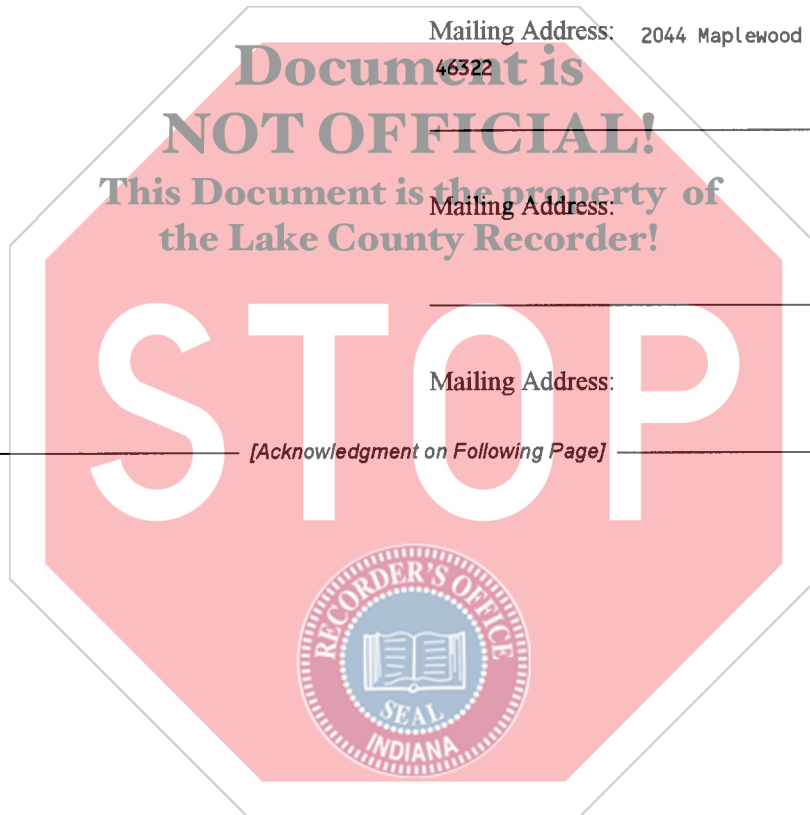 Mailing Address: 2044 Maplewood
46322
Document is
NOT OFFICIAL!
This Document is the property of
the Lake County Recorder!
Mailing Address:
STOP
Mailing Address:
[Acknowledgment on Following Page]
RECORDER'S OFFICE
SEAL
INDIANA